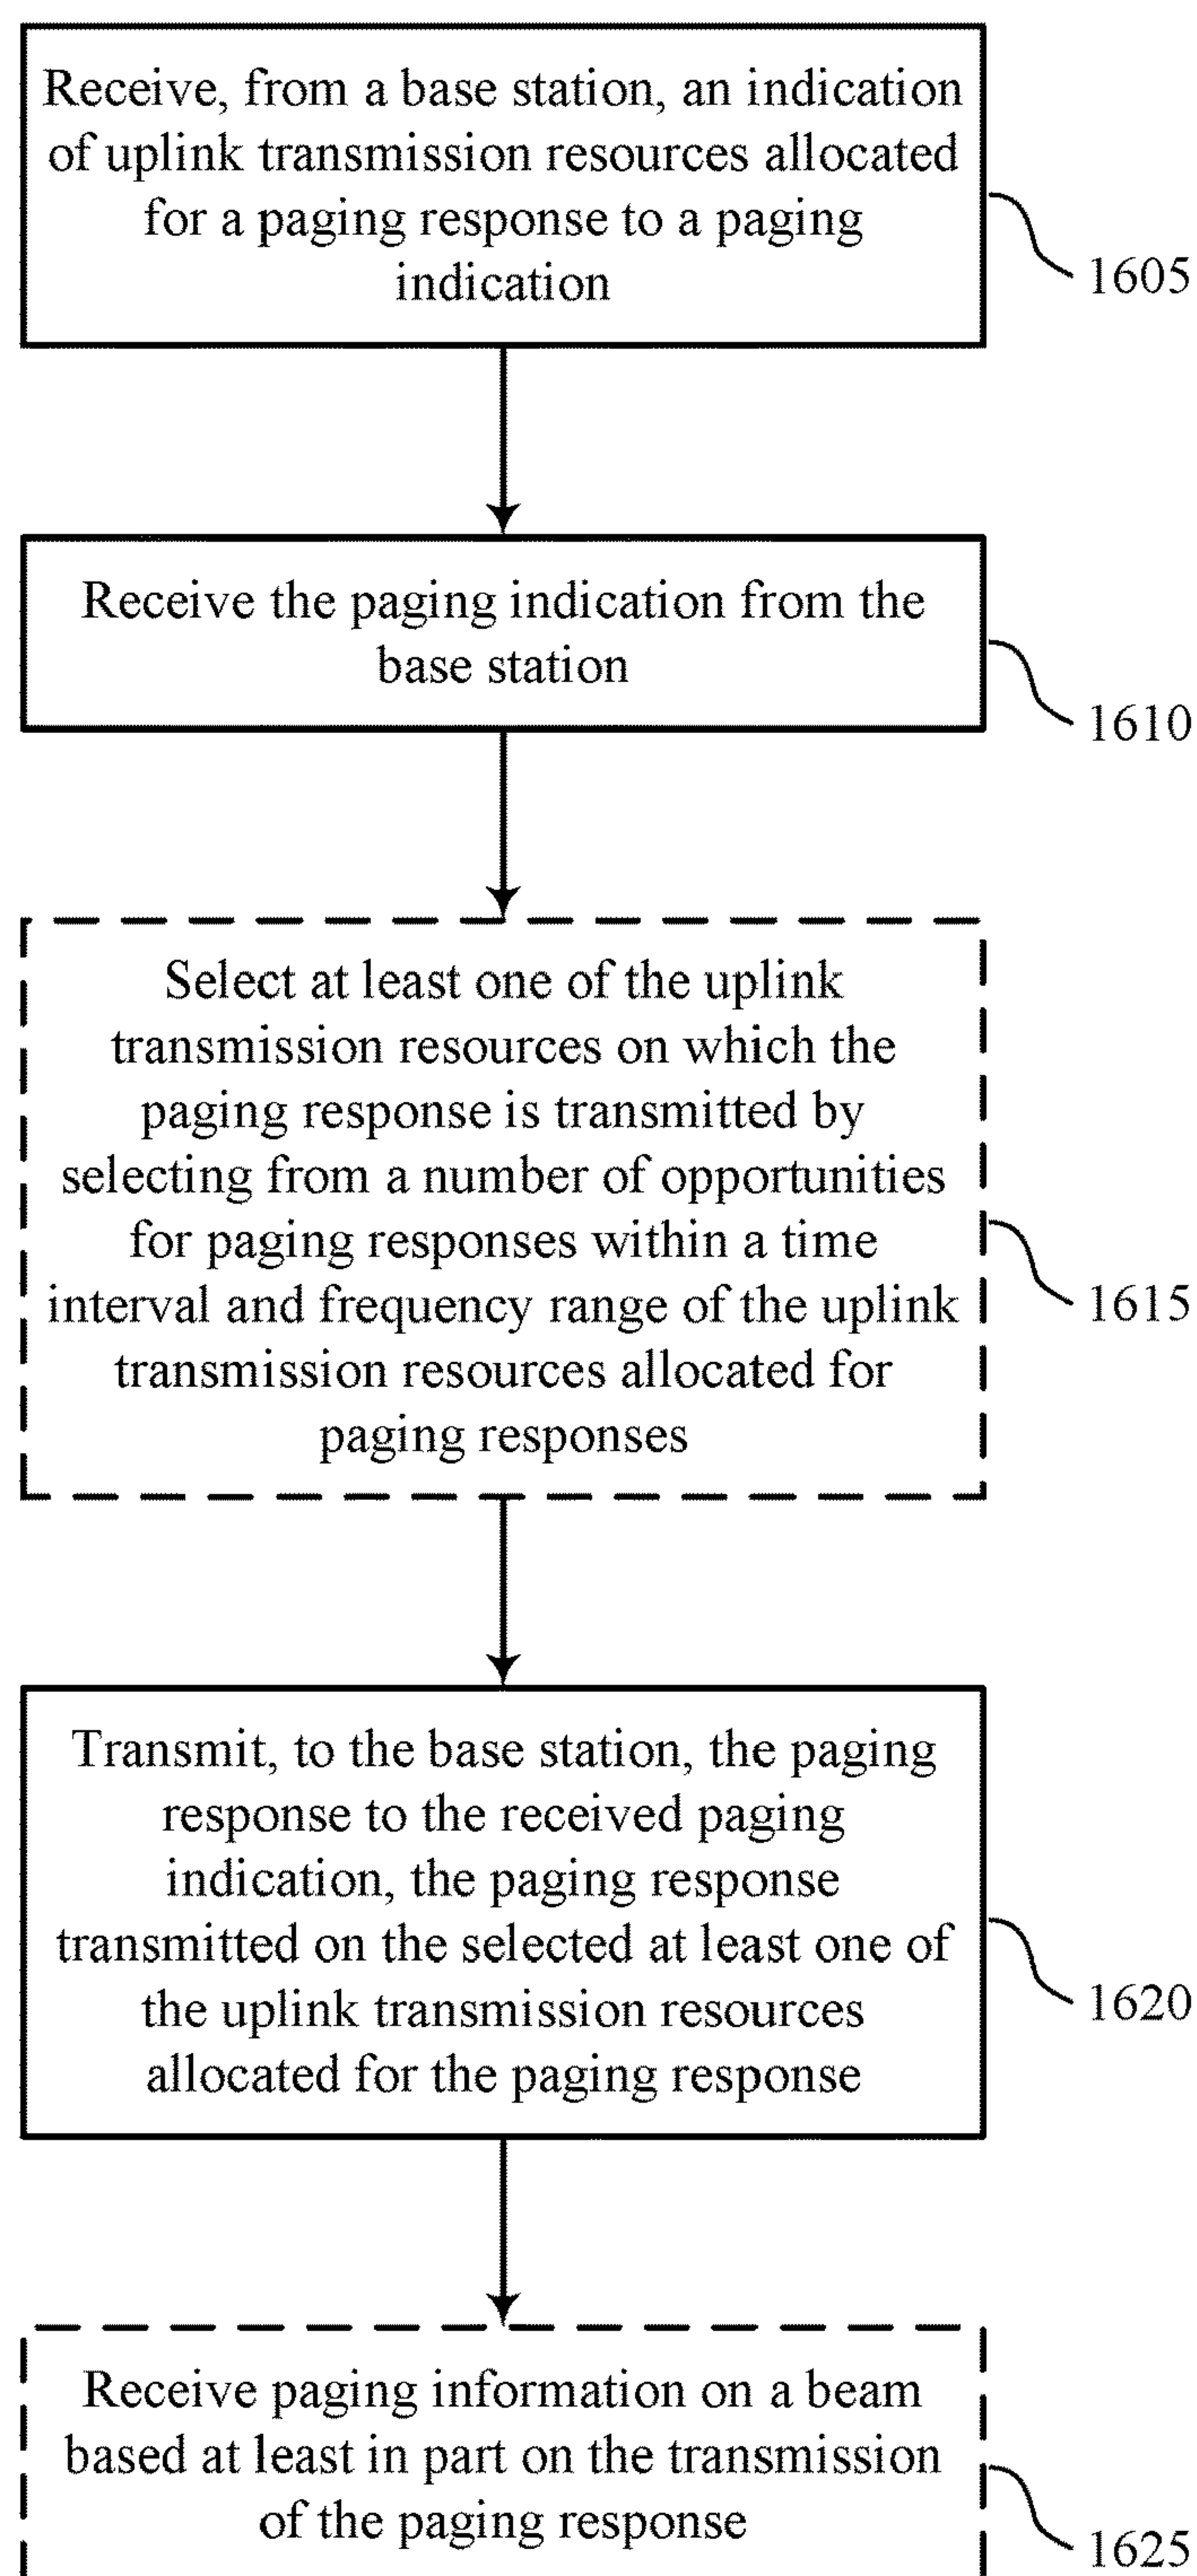 Receive, from a base station, an indication
of uplink transmission resources allocated
for a paging response to a paging
indication
1605
Receive the paging indication from the
base station
1610
Select at least one of the uplink
transmission resources on which the
paging response is transmitted by
selecting from a number of opportunities
for paging responses within a time
interval and frequency range of the uplink
transmission resources allocated for
paging responses
1615
Transmit, to the base station, the paging
response to the received paging
indication, the paging response
transmitted on the selected at least one of
the uplink transmission resources
allocated for the paging response
1620
Receive paging information on a beam
based at least in part on the transmission
of the paging response
1625